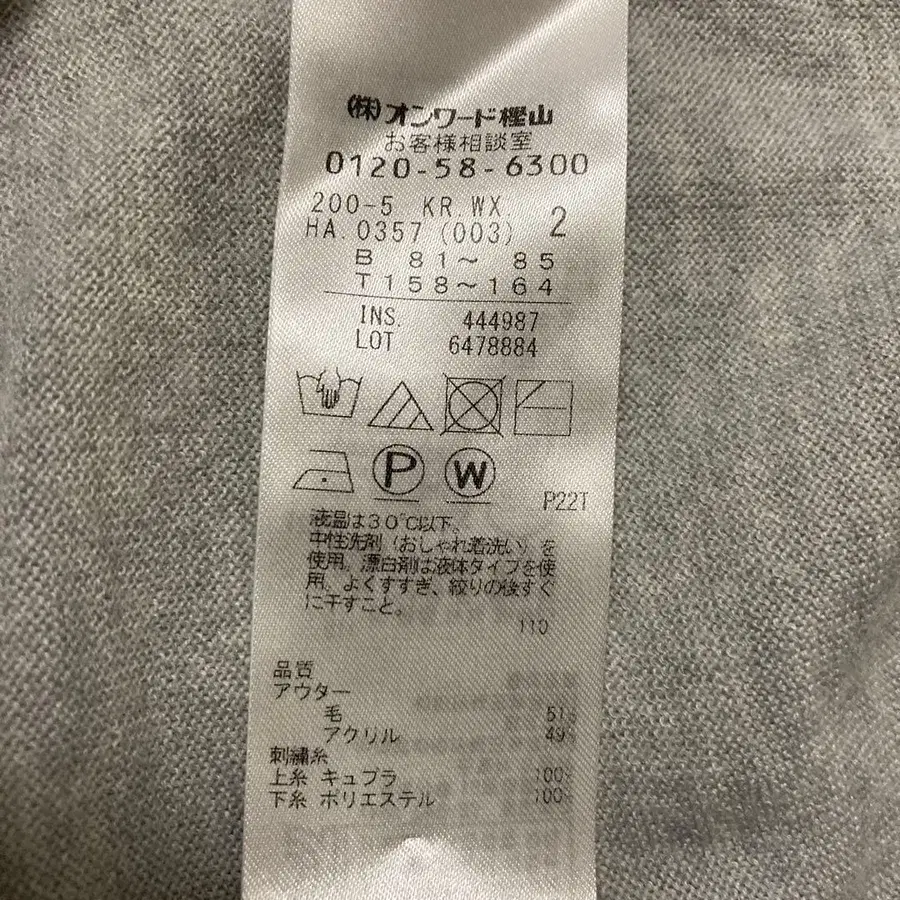 (株)オンワード樫山
お客様相談室
0120-58-6300
200-5 KR.WX
HA.0357 (003) 2
B 81～ 85
T158～164
INS. 444987
LOT 6478884
P W
P22T
液温は30℃以下、
中性洗剤（おしゃれ着洗い）を
使用。漂白剤は液体タイプを使
用。よくすすぎ、絞りの後すぐ
に干すこと。
110
品質
アウター
毛 51%
アクリル 49%
刺繍糸
上糸 キュプラ 100%
下糸 ポリエステル 100%